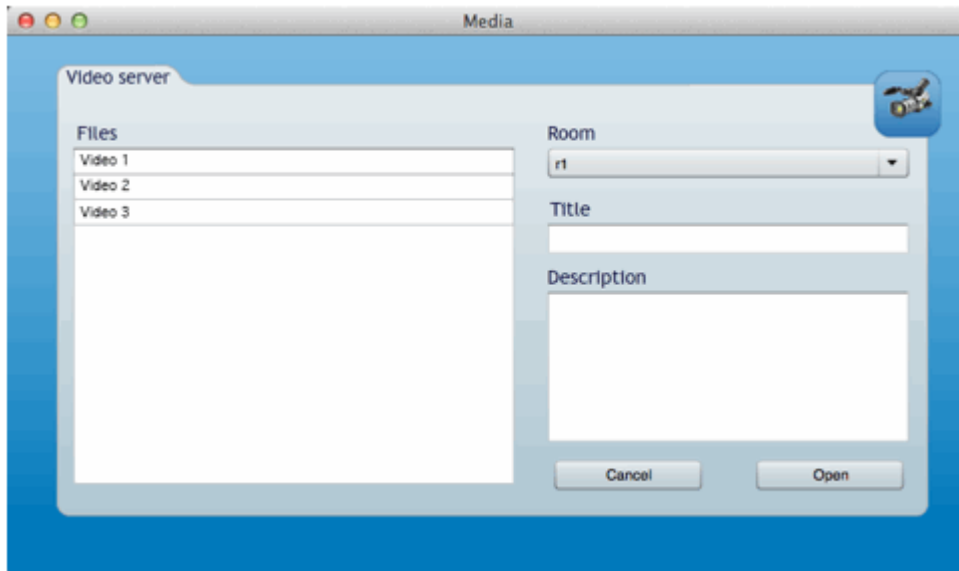 Media
Video server
Files
Video 1
Video 2
Video 3
Room
r1
Title
Description
Cancel
Open